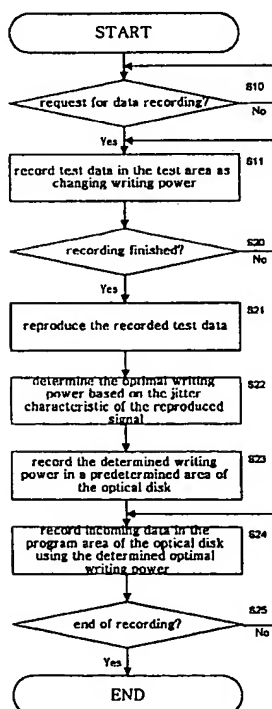 START
request for data recording?
S10
No
Yes
record test data in the test area as
changing writing power
S11
recording finished?
S20
No
Yes
reproduce the recorded test data
S21
determine the optimal writing
power based on the jitter
characteristic of the reproduced
signal
S22
record the determined writing
power in a predetermined area of
the optical disk
S23
record incoming data in the
program area of the optical disk
using the determined optimal
writing power
S24
end of recording?
S25
No
Yes
END